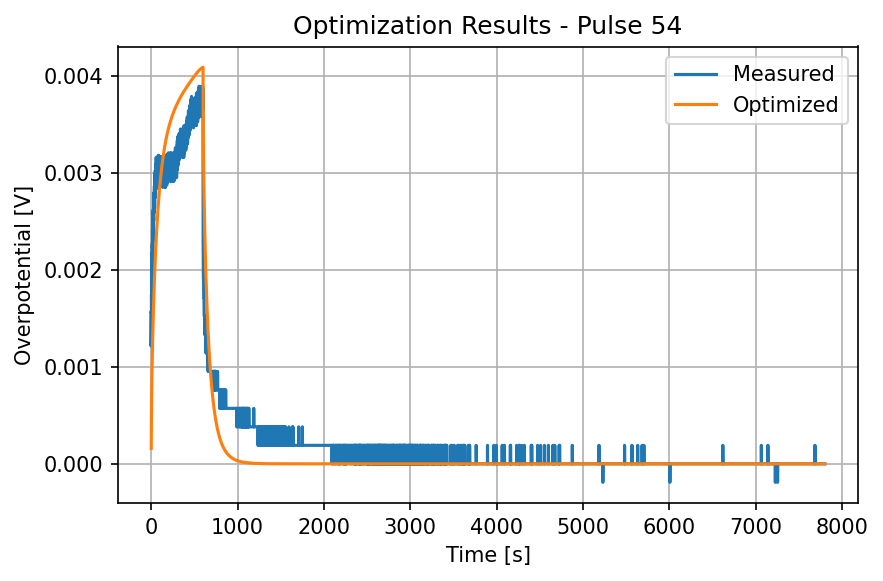 Optimization Results - Pulse 54
Measured
Optimized
Overpotential [V]
0.004
0.003
0.002
0.001
0.000
0 1000 2000 3000 4000 5000 6000 7000 8000
Time [s]